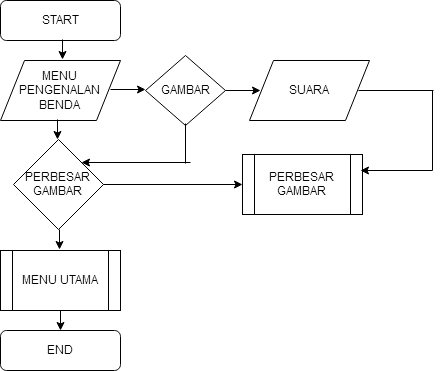 START
MENU
PENGENALAN
BENDA
GAMBAR
SUARA
PERBESAR
GAMBAR
PERBESAR
GAMBAR
MENU UTAMA
END